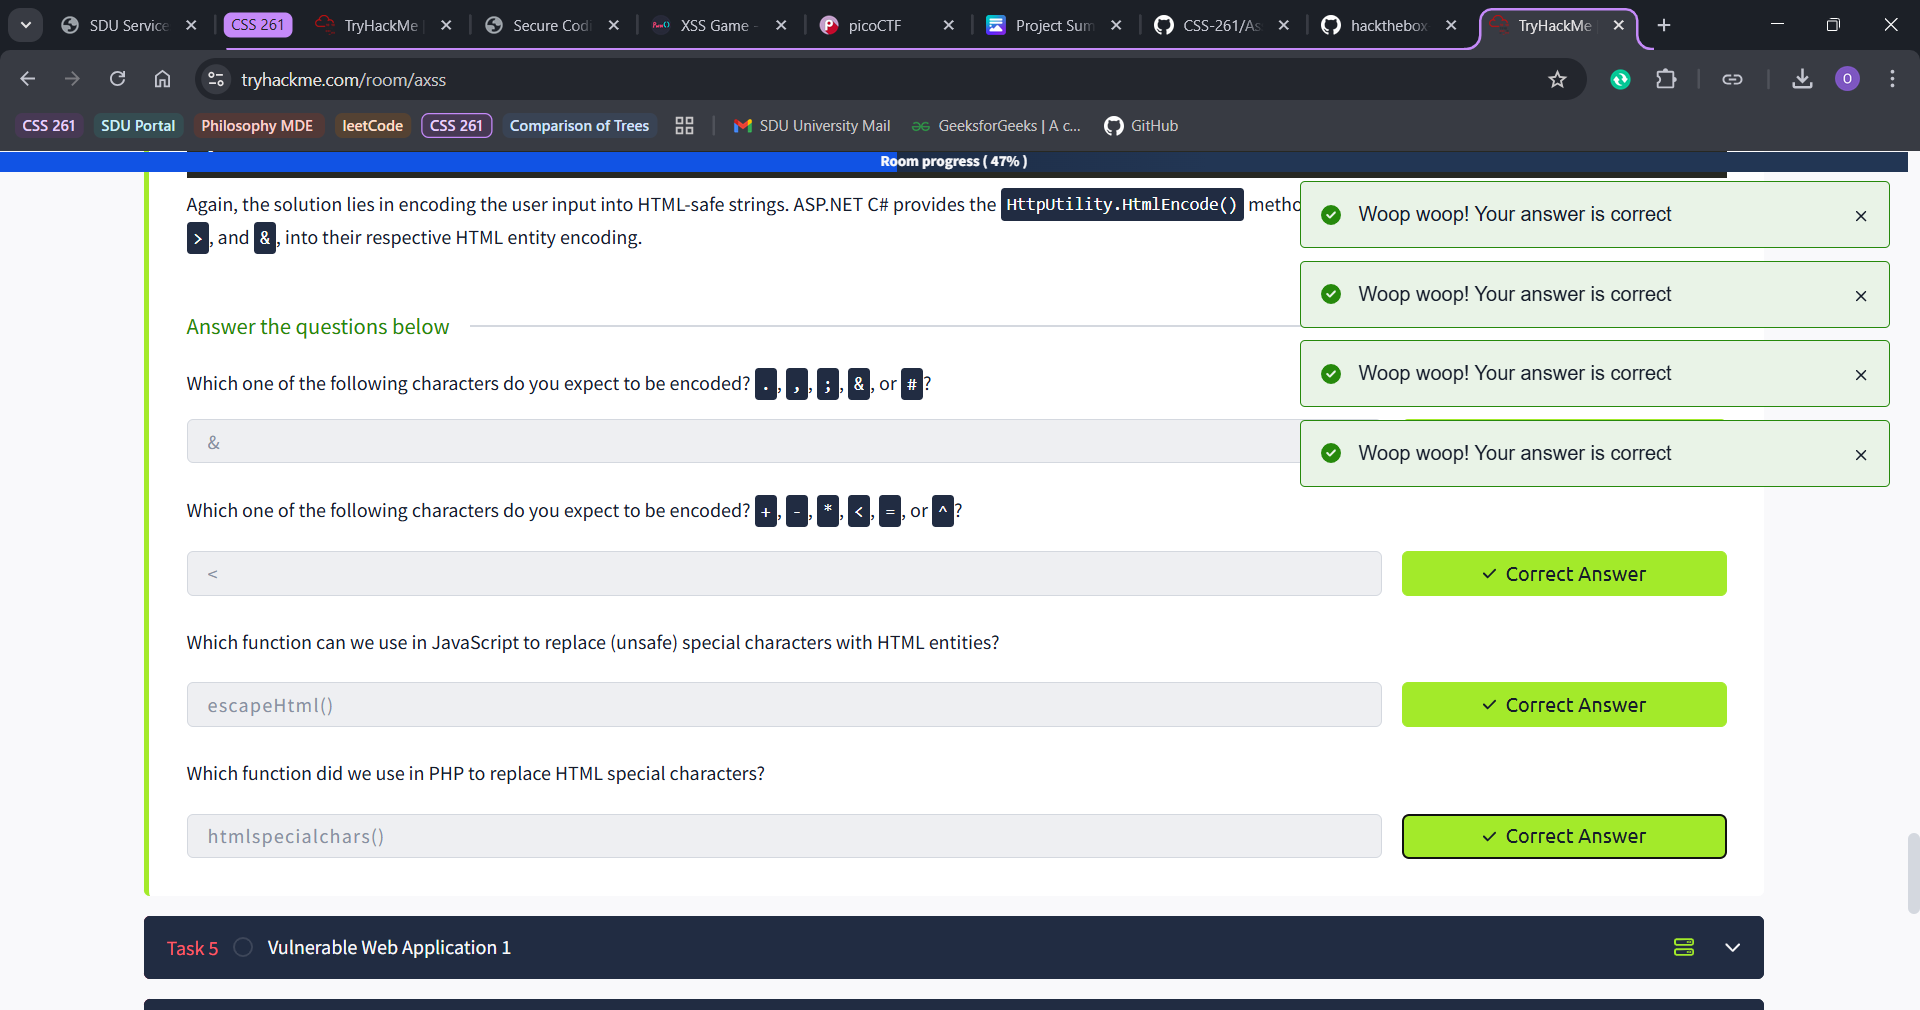 SDU Service
CSS 261
TryHackMe
Secure Codi
XSS Game -
picoCTF
Project Sum
CSS-261/As
hackthebox
TryHackMe
tryhackme.com/room/axss
O
CSS 261
SDU Portal
Philosophy MDE
leetCode
CSS 261
Comparison of Trees
SDU University Mail
GeeksforGeeks | A c...
GitHub
Room progress ( 47% )
Again, the solution lies in encoding the user input into HTML-safe strings. ASP.NET C# provides the HttpUtility.HtmlEncode() metho
>, and &, into their respective HTML entity encoding.
Woop woop! Your answer is correct
Woop woop! Your answer is correct
Woop woop! Your answer is correct
Woop woop! Your answer is correct
Answer the questions below
Which one of the following characters do you expect to be encoded? ., ,, ;, &, or #?
&
Which one of the following characters do you expect to be encoded? +, -, *, <, =, or ^?
<
Correct Answer
Which function can we use in JavaScript to replace (unsafe) special characters with HTML entities?
escapeHtml()
Correct Answer
Which function did we use in PHP to replace HTML special characters?
htmlspecialchars()
Correct Answer
Task 5
Vulnerable Web Application 1